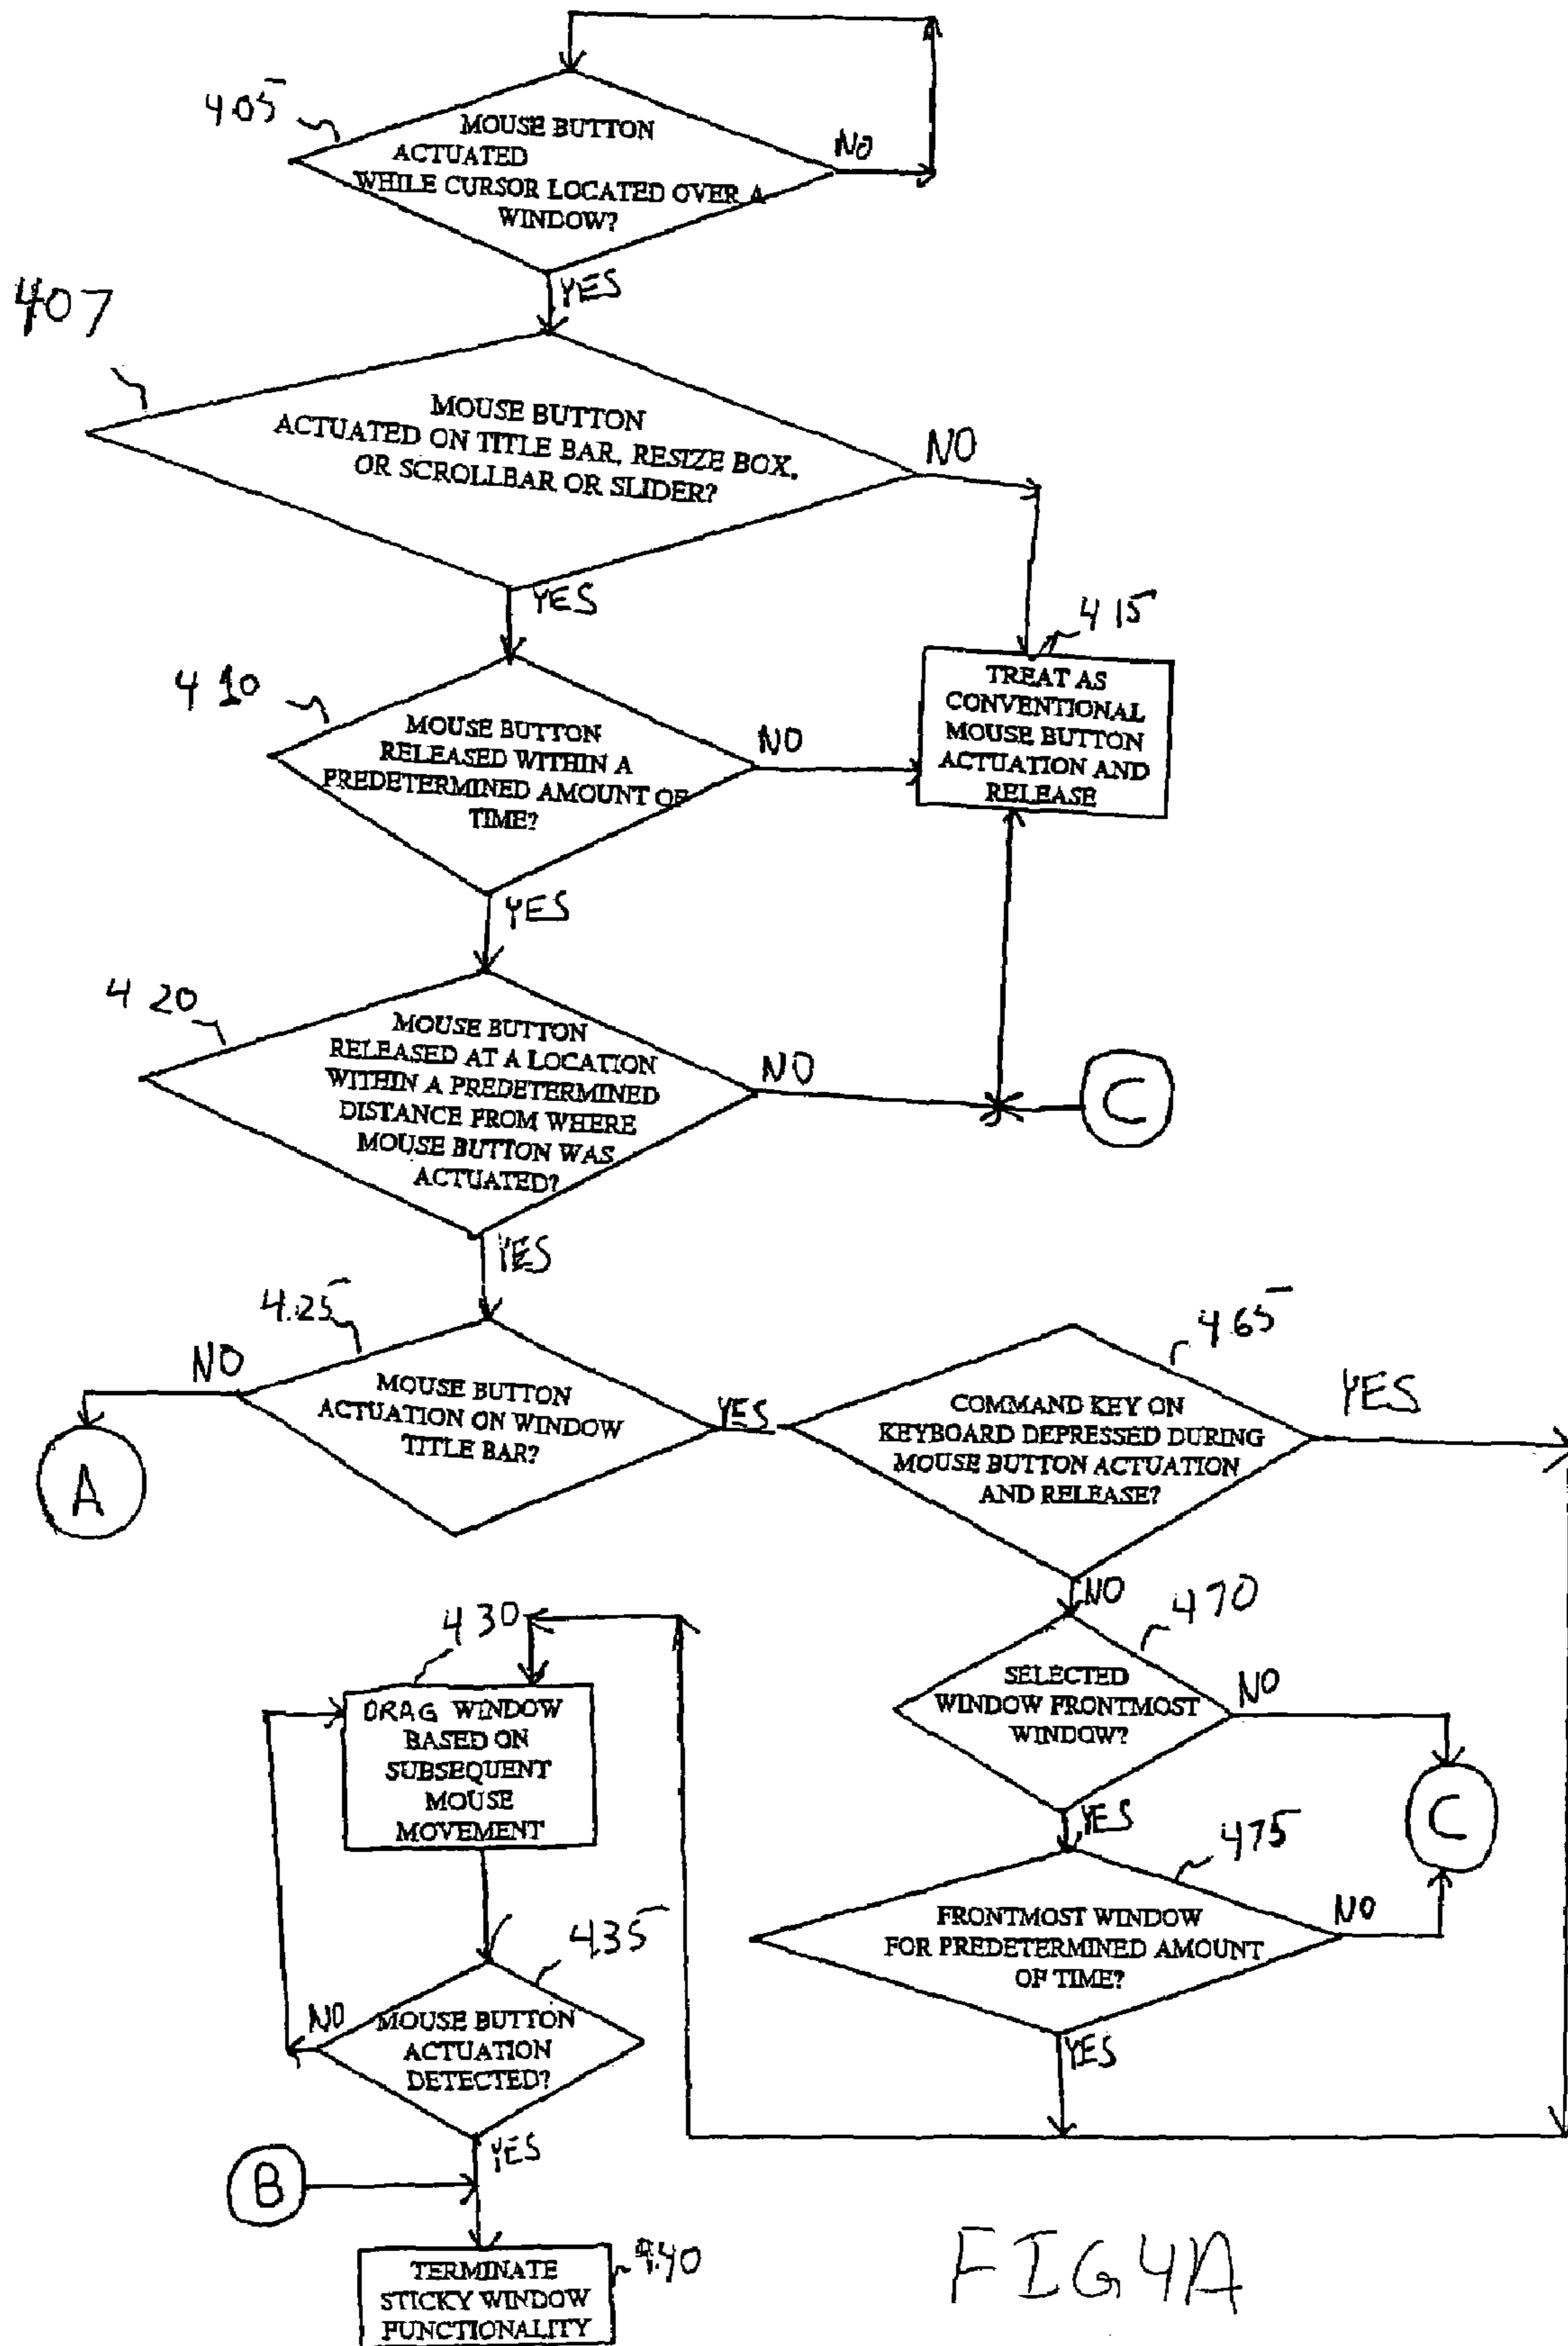 405
MOUSE BUTTON
ACTUATED
WHILE CURSOR LOCATED OVER A
WINDOW?
NO
YES
407
MOUSE BUTTON
ACTUATED ON TITLE BAR, RESIZE BOX,
OR SCROLLBAR OR SLIDER?
NO
YES
415
TREAT AS
CONVENTIONAL
MOUSE BUTTON
ACTUATION AND
RELEASE
410
MOUSE BUTTON
RELEASED WITHIN A
PREDETERMINED AMOUNT OF
TIME?
NO
YES
420
MOUSE BUTTON
RELEASED AT A LOCATION
WITHIN A PREDETERMINED
DISTANCE FROM WHERE
MOUSE BUTTON WAS
ACTUATED?
NO
C
YES
425
NO
MOUSE BUTTON
ACTUATION ON WINDOW
TITLE BAR?
YES
A
465
COMMAND KEY ON
KEYBOARD DEPRESSED DURING
MOUSE BUTTON ACTUATION
AND RELEASE?
YES
NO
470
SELECTED
WINDOW FRONTMOST
WINDOW?
NO
C
YES
475
FRONTMOST WINDOW
FOR PREDETERMINED AMOUNT
OF TIME?
NO
YES
430
DRAG WINDOW
BASED ON
SUBSEQUENT
MOUSE
MOVEMENT
435
NO
MOUSE BUTTON
ACTUATION
DETECTED?
YES
B
440
TERMINATE
STICKY WINDOW
FUNCTIONALITY
FIG 4A